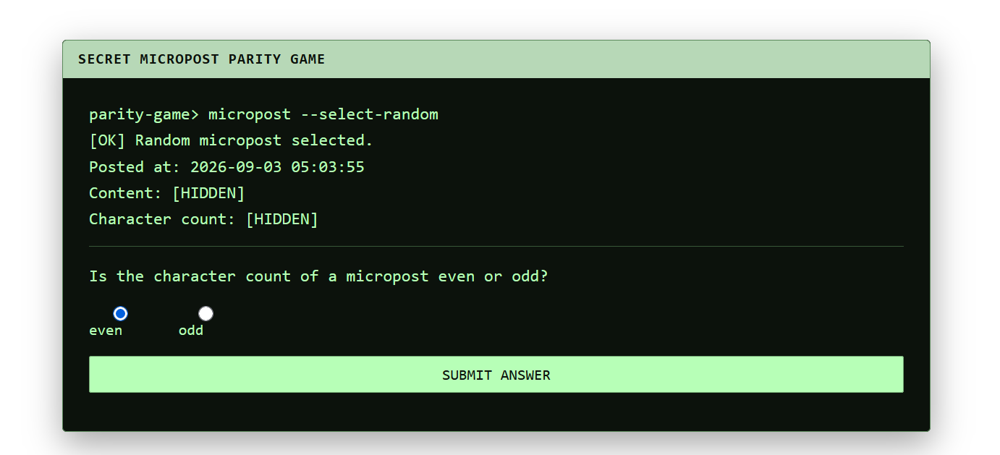 SECRET MICROPOST PARITY GAME
parity-game> micropost --select-random
[OK] Random micropost selected.
Posted at: 2026-09-03 05:03:55
Content: [HIDDEN]
Character count: [HIDDEN]
Is the character count of a micropost even or odd?
even odd
SUBMIT ANSWER